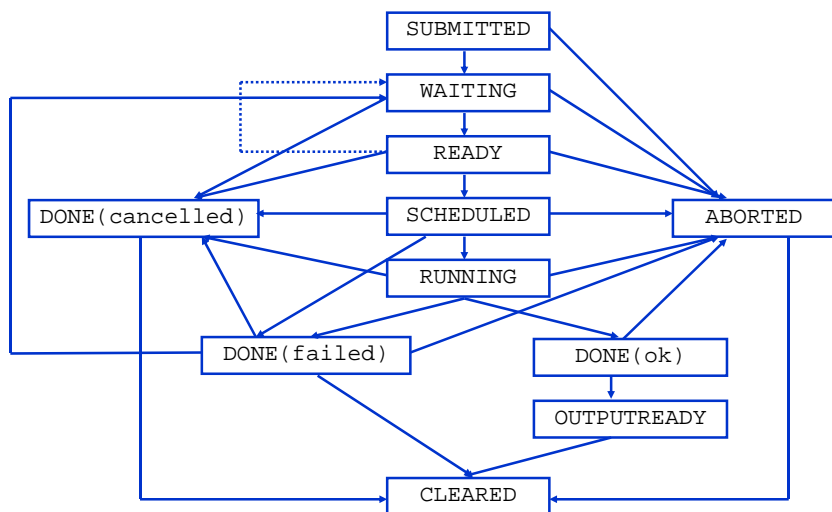 SUBMITTED
WAITING
READY
DONE(cancelled)
SCHEDULED
ABORTED
RUNNING
DONE(failed)
DONE(ok)
OUTPUTREADY
CLEARED